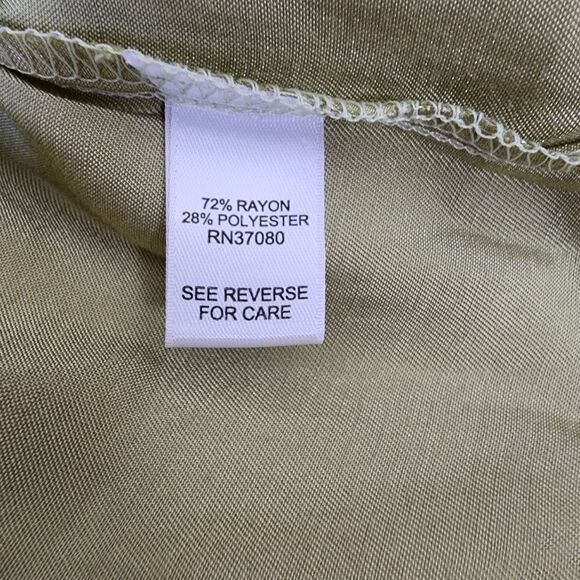 72% RAYON
28% POLYESTER
RN37080
SEE REVERSE
FOR CARE